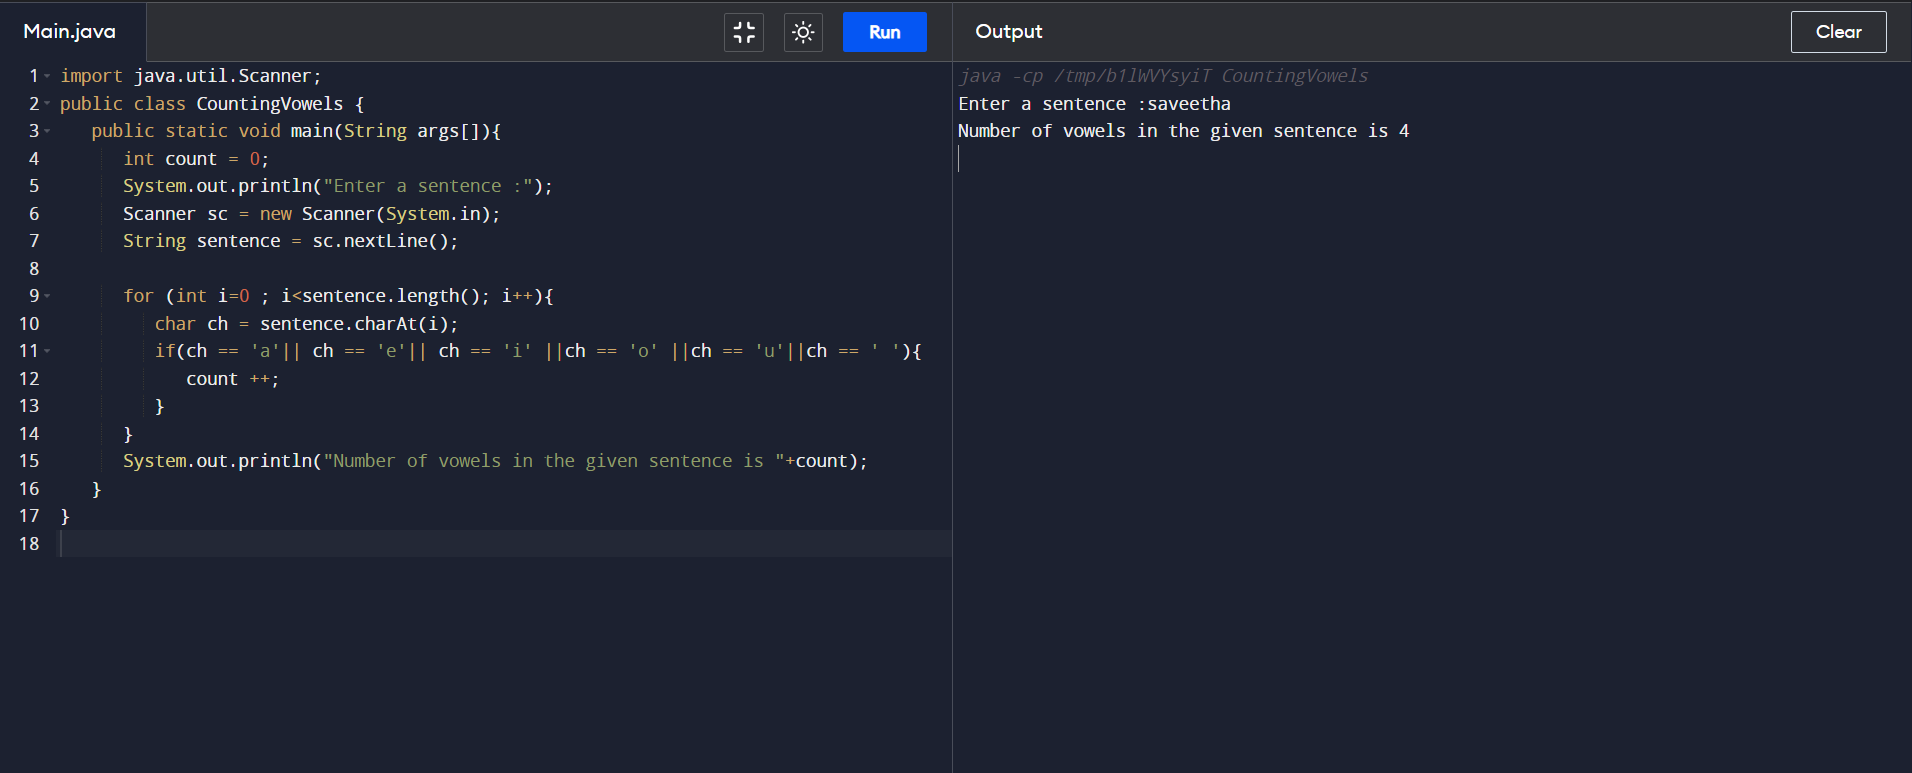 Main.java
Run
Output
Clear
1 import java.util.Scanner;
2 public class CountingVowels {
3    public static void main(String args[]){
4       int count = 0;
5       System.out.println("Enter a sentence :");
6       Scanner sc = new Scanner(System.in);
7       String sentence = sc.nextLine();
8
9       for (int i=0 ; i<sentence.length(); i++){
10         char ch = sentence.charAt(i);
11         if(ch == 'a'|| ch == 'e'|| ch == 'i' ||ch == 'o' ||ch == 'u'||ch == ' '){
12            count ++;
13         }
14      }
15      System.out.println("Number of vowels in the given sentence is "+count);
16   }
17 }
18
java -cp /tmp/b1lWVYsyiT CountingVowels
Enter a sentence :saveetha
Number of vowels in the given sentence is 4